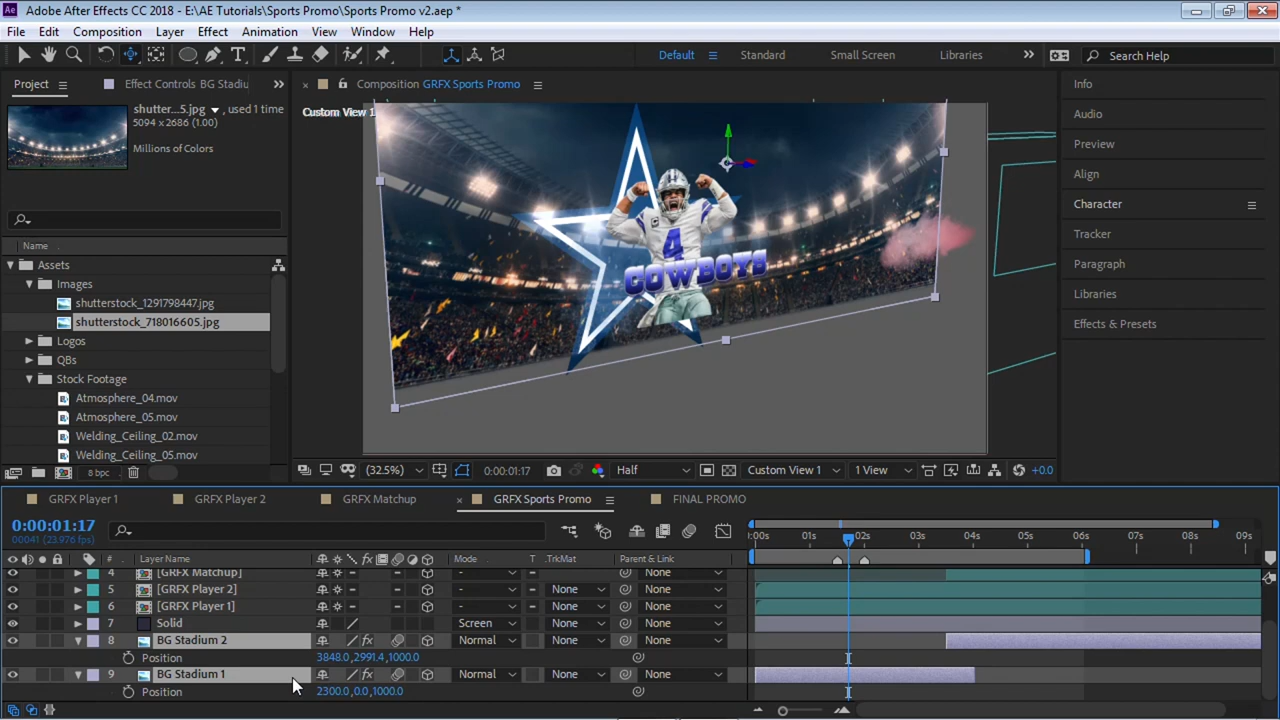 Adobe After Effects CC 2018 - E:\AE Tutorials\Sports Promo\Sports Promo v2.aep *
File Edit Composition Layer Effect Animation View Window Help
Default Standard Small Screen Libraries Search Help
Project Effect Controls BG Stadiu
Composition GRFX Sports Promo
Info
shutter...5.jpg , used 1 time
5094 x 2686 (1.00)
Millions of Colors
Custom View 1
Audio
Preview
Align
Character
Tracker
Paragraph
Libraries
Effects & Presets
4
COWBOYS
Name
Assets
Images
shutterstock_1291798447.jpg
shutterstock_718016605.jpg
Logos
QBs
Stock Footage
Atmosphere_04.mov
Atmosphere_05.mov
Welding_Ceiling_02.mov
Welding_Ceiling_05.mov
8 bpc
(32.5%) 0:00:01:17 Half Custom View 1 1 View +0.0
GRFX Player 1 GRFX Player 2 GRFX Matchup GRFX Sports Promo FINAL PROMO
0:00:01:17
00041 (23.976 fps)
# Layer Name Mode T TrkMat Parent & Link
:00s 01s 02s 03s 04s 05s 06s 07s 08s 09s
4 [GRFX Matchup] - None
5 [GRFX Player 2] - None None
6 [GRFX Player 1] - None None
7 Solid Screen None None
8 BG Stadium 2 Normal None None
Position 3848.0,2991.4,1000.0
9 BG Stadium 1 Normal None None
Position 2300.0,0.0,1000.0